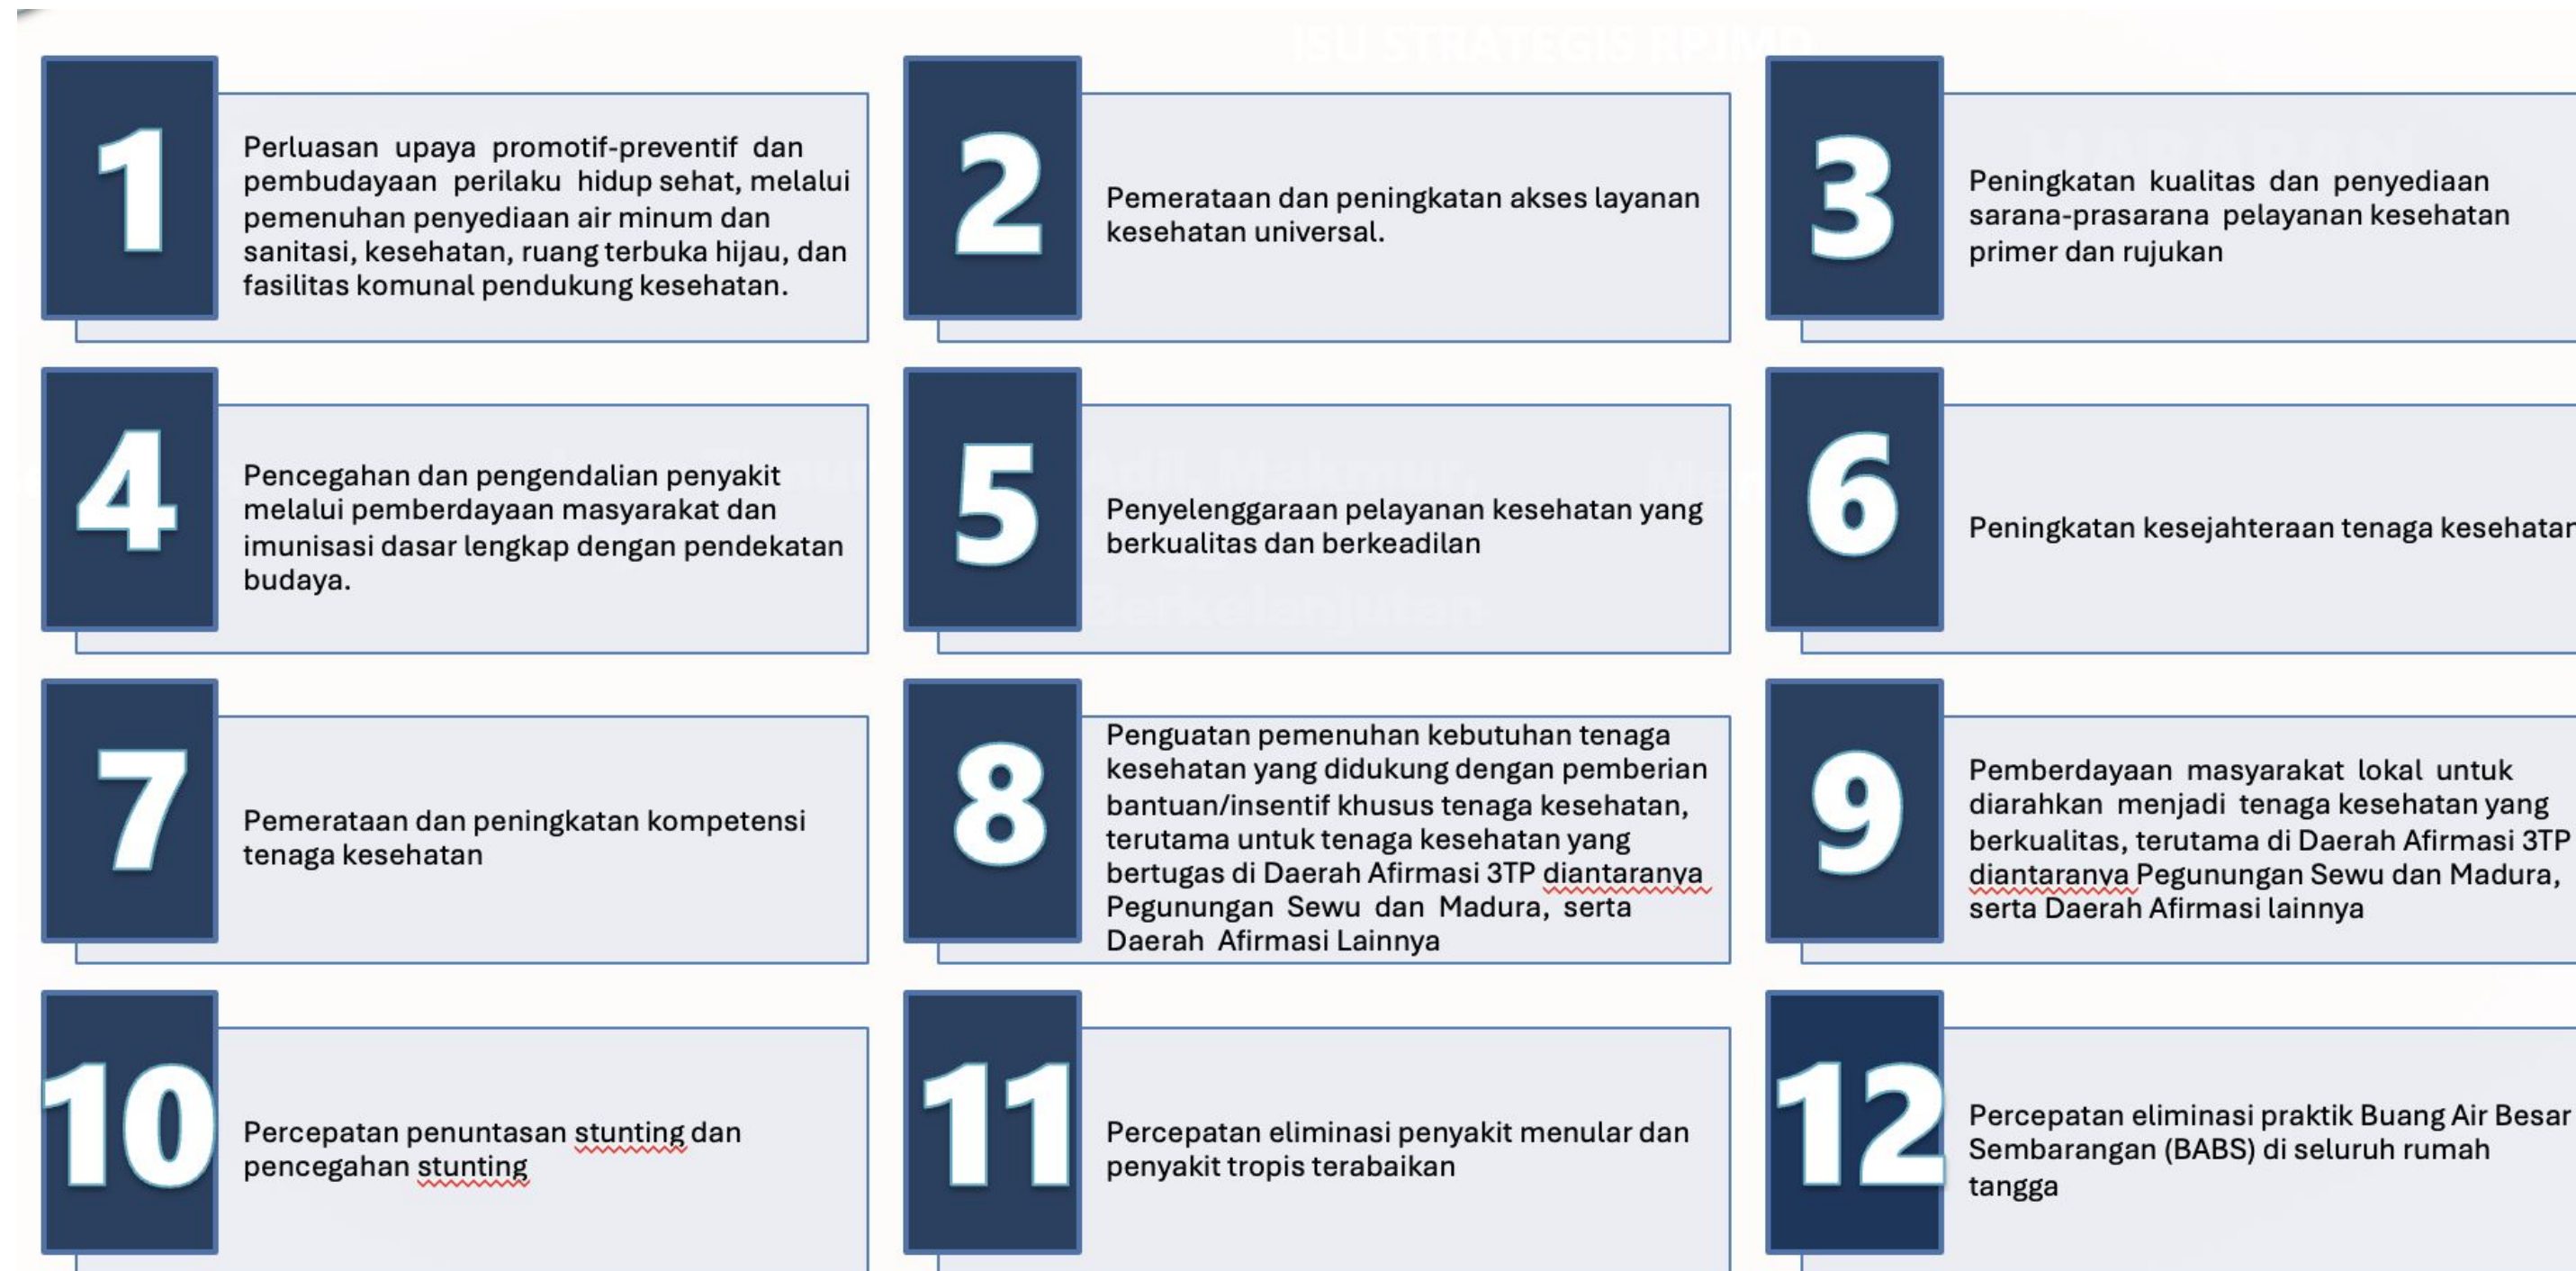 ISU STRATEGIS RPJMD
1
Perluasan upaya promotif-preventif dan
pembudayaan perilaku hidup sehat, melalui
pemenuhan penyediaan air minum dan
sanitasi, kesehatan, ruang terbuka hijau, dan
fasilitas komunal pendukung kesehatan.
2
Pemerataan dan peningkatan akses layanan
kesehatan universal.
3
Peningkatan kualitas dan penyediaan
sarana-prasarana pelayanan kesehatan
primer dan rujukan
4
Pencegahan dan pengendalian penyakit
melalui pemberdayaan masyarakat dan
imunisasi dasar lengkap dengan pendekatan
budaya.
5
Penyelenggaraan pelayanan kesehatan yang
berkualitas dan berkeadilan
Adil, Makmur,
Berkelanjutan
6
Peningkatan kesejahteraan tenaga kesehatan
7
Pemerataan dan peningkatan kompetensi
tenaga kesehatan
8
Penguatan pemenuhan kebutuhan tenaga
kesehatan yang didukung dengan pemberian
bantuan/insentif khusus tenaga kesehatan,
terutama untuk tenaga kesehatan yang
bertugas di Daerah Afirmasi 3TP diantaranya
Pegunungan Sewu dan Madura, serta
Daerah Afirmasi Lainnya
9
Pemberdayaan masyarakat lokal untuk
diarahkan menjadi tenaga kesehatan yang
berkualitas, terutama di Daerah Afirmasi 3TP
diantaranya Pegunungan Sewu dan Madura,
serta Daerah Afirmasi lainnya
10
Percepatan penuntasan stunting dan
pencegahan stunting
11
Percepatan eliminasi penyakit menular dan
penyakit tropis terabaikan
12
Percepatan eliminasi praktik Buang Air Besar
Sembarangan (BABS) di seluruh rumah
tangga